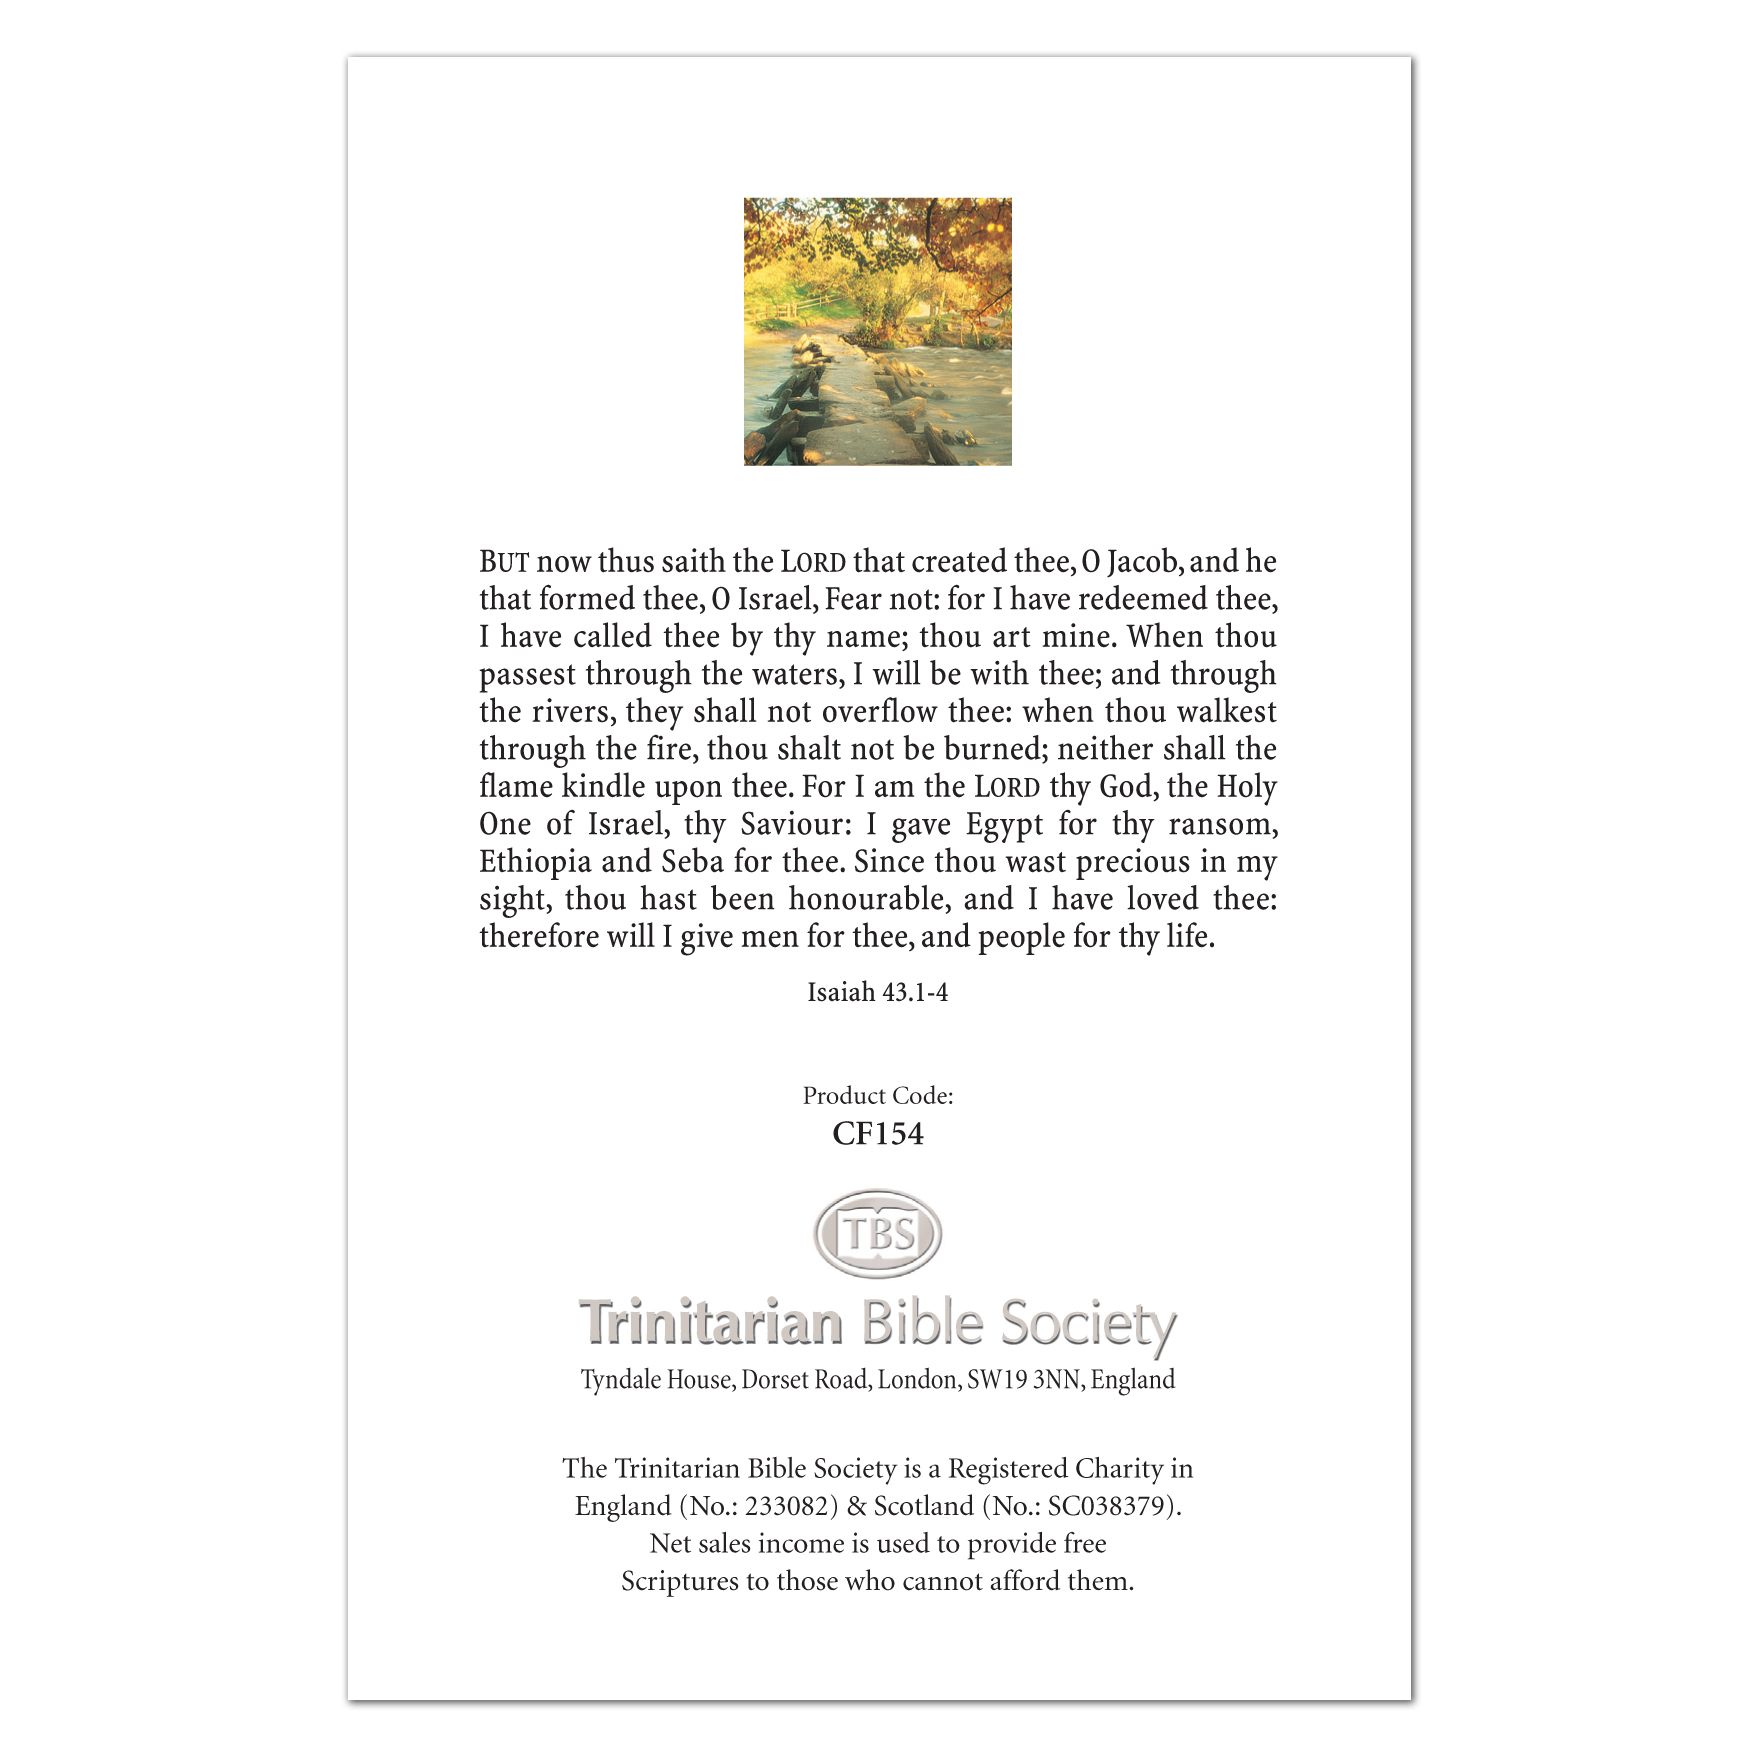 BUT now thus saith the LORD that created thee, O Jacob, and he
that formed thee, O Israel, Fear not: for I have redeemed thee,
I have called thee by thy name; thou art mine. When thou
passest through the waters, I will be with thee; and through
the rivers, they shall not overflow thee: when thou walkest
through the fire, thou shalt not be burned; neither shall the
flame kindle upon thee. For I am the LORD thy God, the Holy
One of Israel, thy Saviour: I gave Egypt for thy ransom,
Ethiopia and Seba for thee. Since thou wast precious in my
sight, thou hast been honourable, and I have loved thee:
therefore will I give men for thee, and people for thy life.
Isaiah 43.1-4
Product Code:
CF154
TBS
Trinitarian Bible Society
Tyndale House, Dorset Road, London, SW19 3NN, England
The Trinitarian Bible Society is a Registered Charity in
England (No.: 233082) & Scotland (No.: SC038379).
Net sales income is used to provide free
Scriptures to those who cannot afford them.